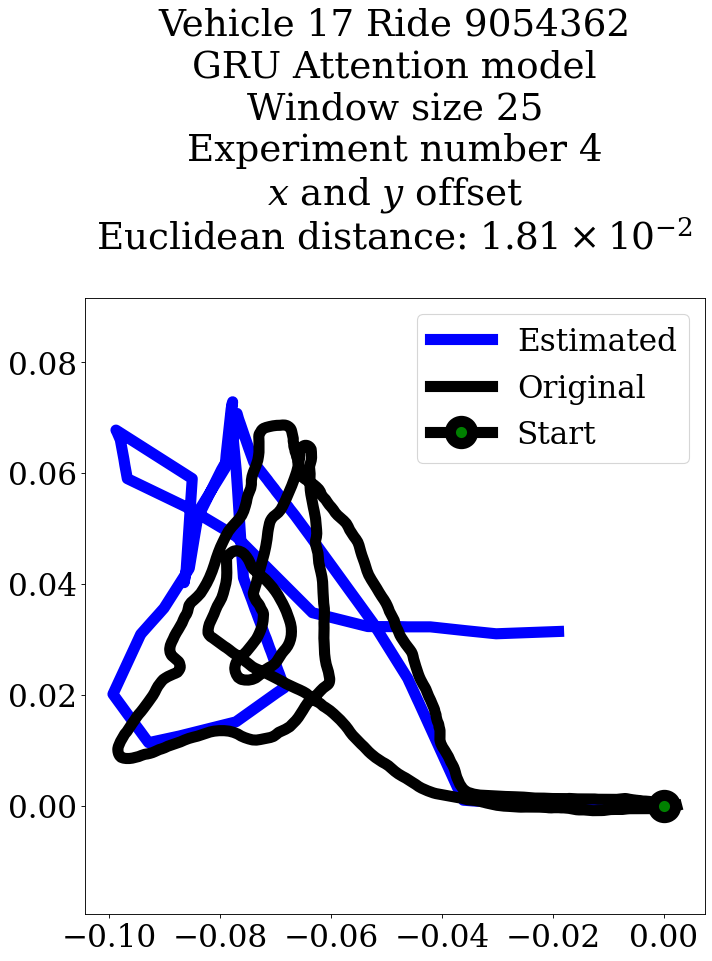 Vehicle 17 Ride 9054362
GRU Attention model
Window size 25
Experiment number 4
x and y offset
Euclidean distance: 1.81 × 10⁻²
Estimated
Original
Start
0.08
0.06
0.04
0.02
0.00
−0.10 −0.08 −0.06 −0.04 −0.02 0.00